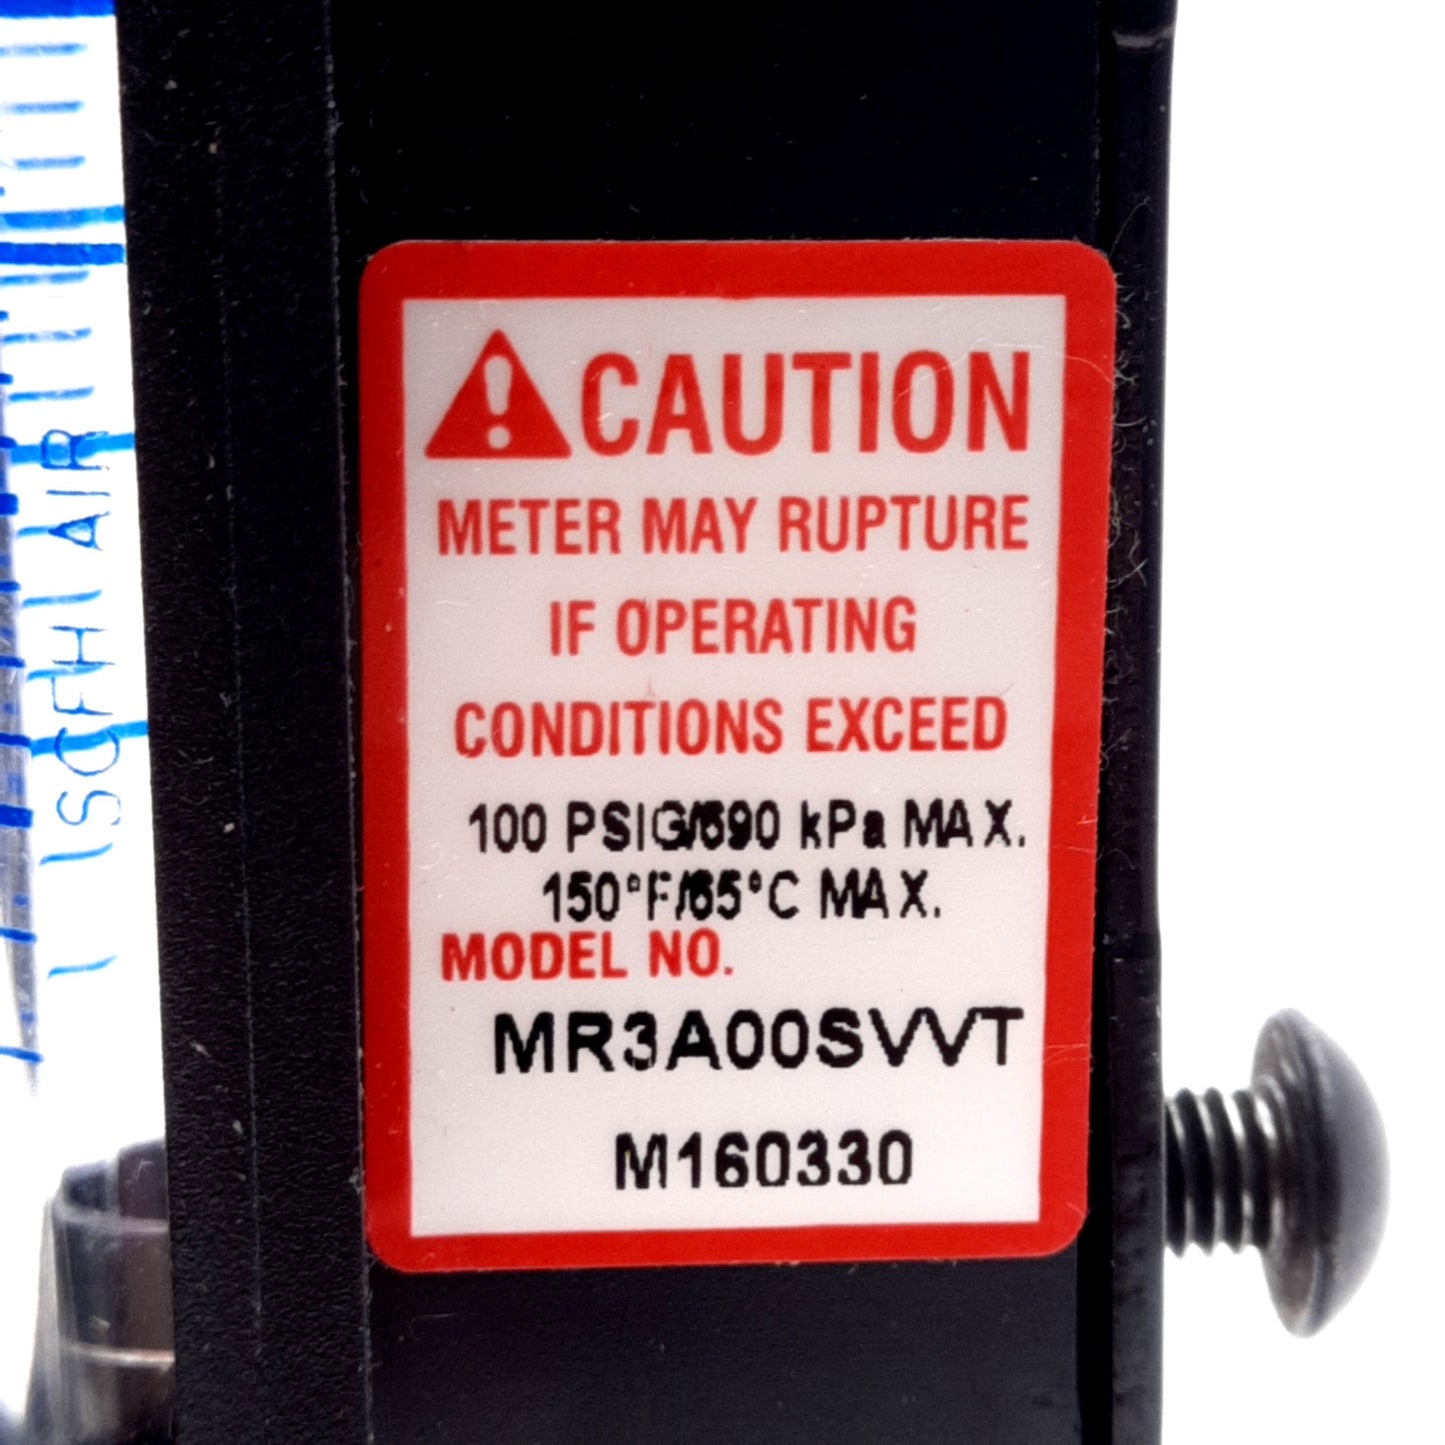 CAUTION
METER MAY RUPTURE
IF OPERATING
CONDITIONS EXCEED
100 PSIG/690 kPa MAX.
150°F/65°C MAX.
MODEL NO.
MR3A00SVVT
M160330
1 SCFH AIR